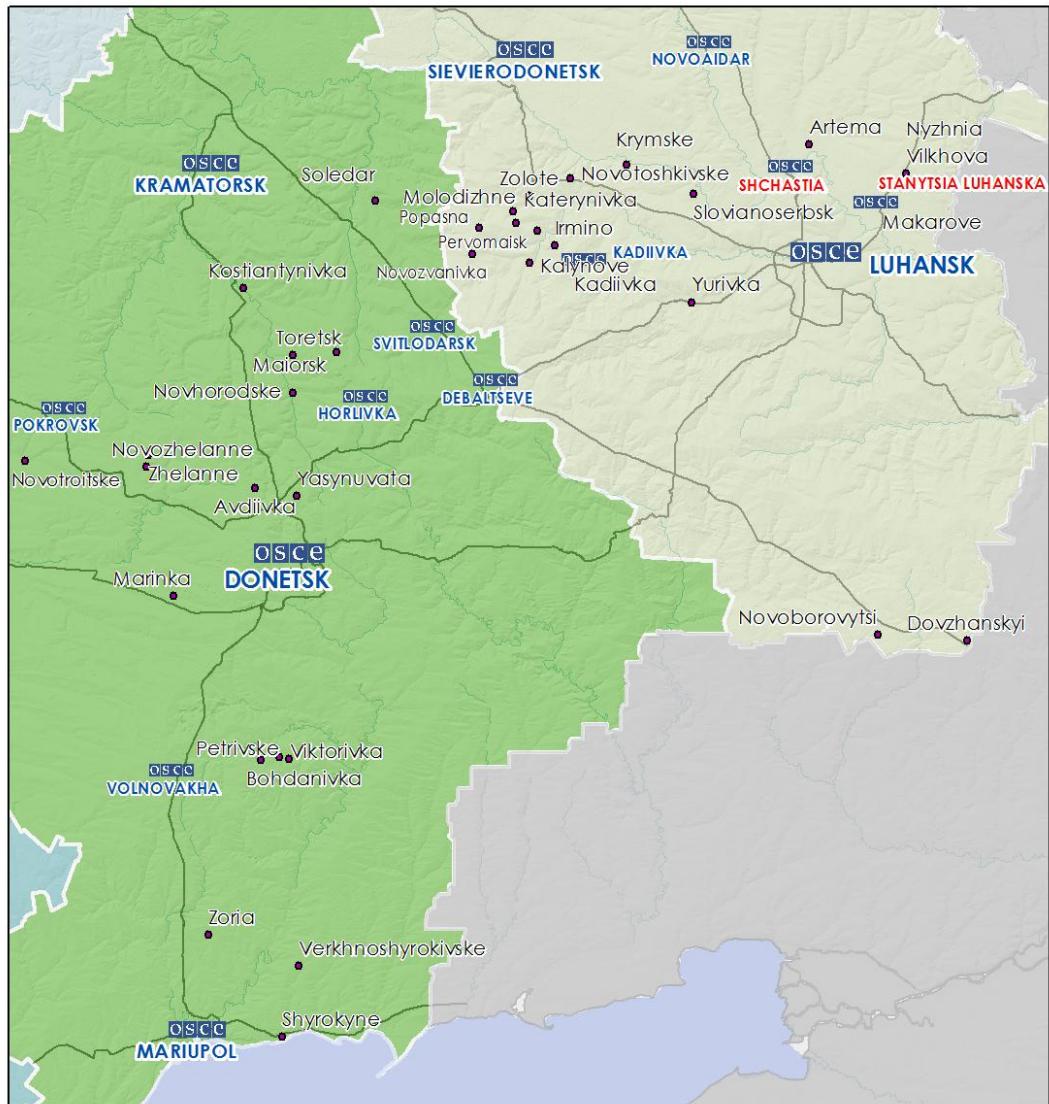 osce
SIEVIERODONETSK
osce
NOVOAIDAR
osce
KRAMATORSK
Soledar
Krymske
Artema
Nyzhnia
Vilkhova
osce
SHCHASTIA
STANYTSIA LUHANSKA
osce
Makarove
Zolote
Novotoshkivske
Molodizhne
Katerynivka
Slovianoserbsk
Popasna
Irmino
Pervomaisk
osce
KADIIVKA
Kalynove
Novozvanivka
Kadiivka
Yurivka
osce
LUHANSK
Kostiantynivka
osce
SVITLODARSK
Toretsk
Maiorsk
Novhorodske
osce
HORLIVKA
osce
DEBALTSEVE
osce
POKROVSK
Novozhelanne
Novotroitske
Zhelanne
Yasynuvata
Avdiivka
osce
DONETSK
Marinka
Novoborovytsi
Dovzhanskyi
Petrivske
Viktorivka
Bohdanivka
osce
VOLNOVAKHA
Zoria
Verkhnoshyrokivske
Shyrokyne
osce
MARIUPOL